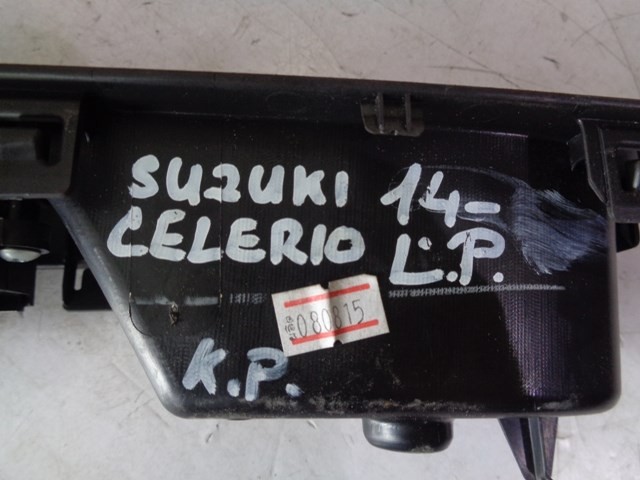 SUZUKI 14-
CELERIO L.P.
080815
K.P.